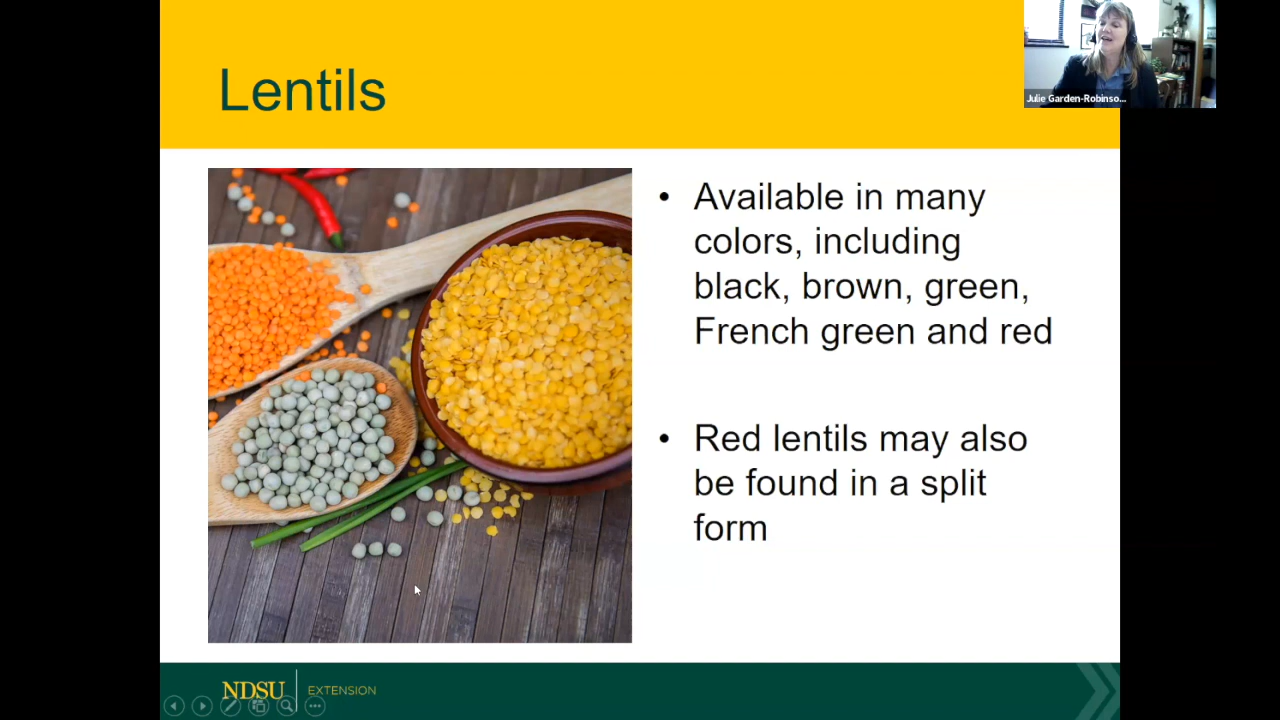 Lentils
Julie Garden-Robinso...
• Available in many
colors, including
black, brown, green,
French green and red
• Red lentils may also
be found in a split
form
NDSU EXTENSION